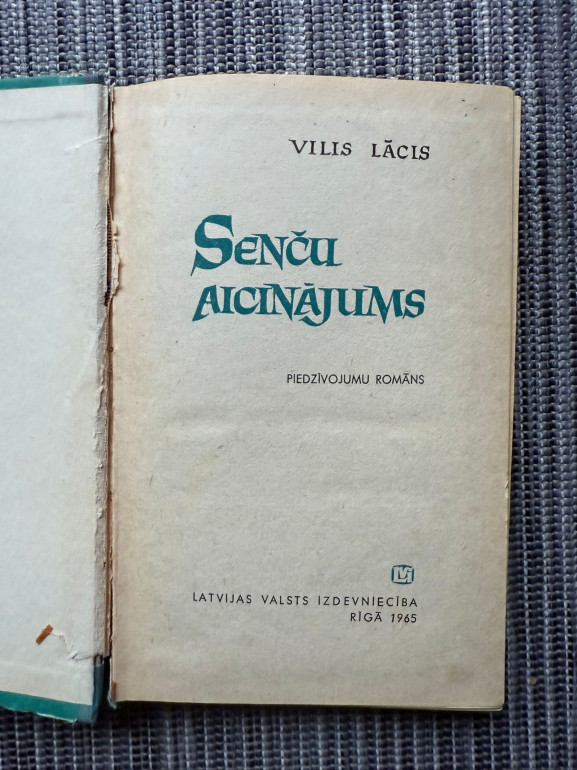 VILIS LĀCIS
SENČU
AICINĀJUMS
PIEDZĪVOJUMU ROMĀNS
LATVIJAS VALSTS IZDEVNIECĪBA
RĪGĀ 1965